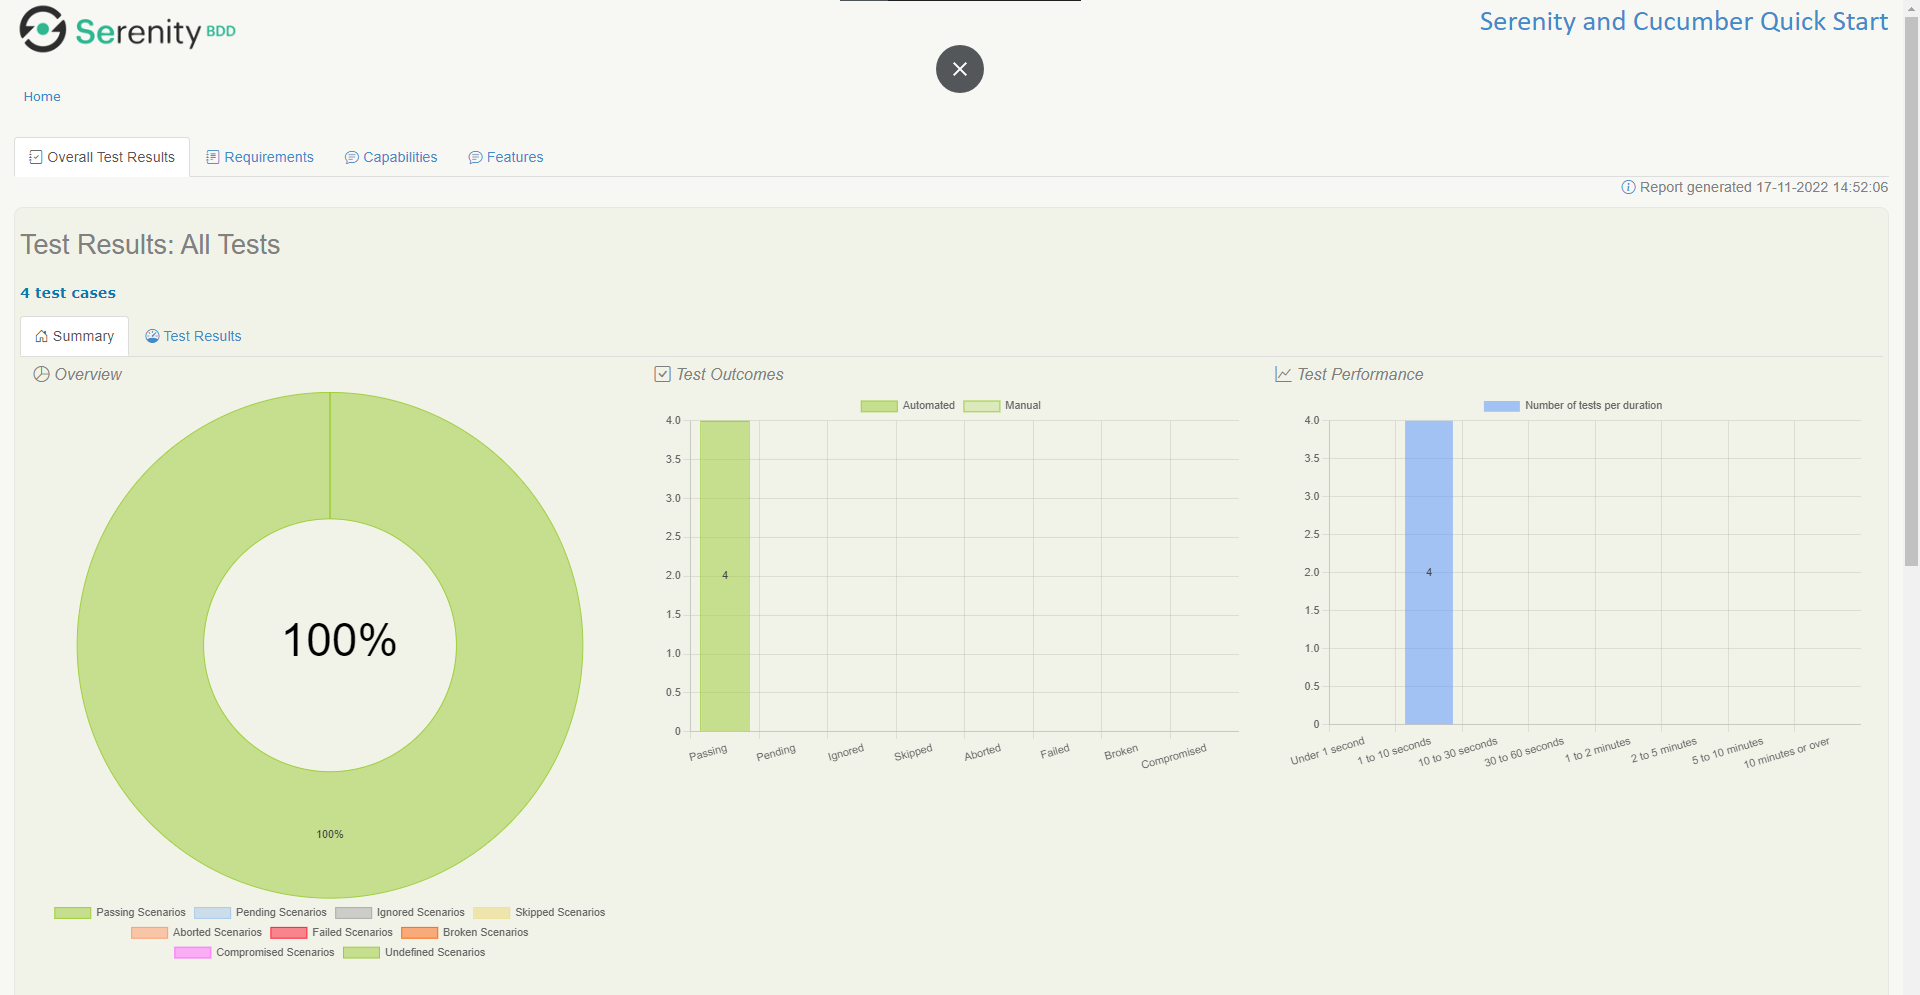 Serenity BDD
Serenity and Cucumber Quick Start
Home
Overall Test Results
Requirements
Capabilities
Features
Report generated 17-11-2022 14:52:06
Test Results: All Tests
4 test cases
Summary
Test Results
Overview
100%
100%
Passing Scenarios
Pending Scenarios
Ignored Scenarios
Skipped Scenarios
Aborted Scenarios
Failed Scenarios
Broken Scenarios
Compromised Scenarios
Undefined Scenarios
Test Outcomes
Automated
Manual
4.0
3.5
3.0
2.5
2.0
1.5
1.0
0.5
0
4
Passing
Pending
Ignored
Skipped
Aborted
Failed
Broken
Compromised
Test Performance
Number of tests per duration
4.0
3.5
3.0
2.5
2.0
1.5
1.0
0.5
0
4
Under 1 second
1 to 10 seconds
10 to 30 seconds
30 to 60 seconds
1 to 2 minutes
2 to 5 minutes
5 to 10 minutes
10 minutes or over